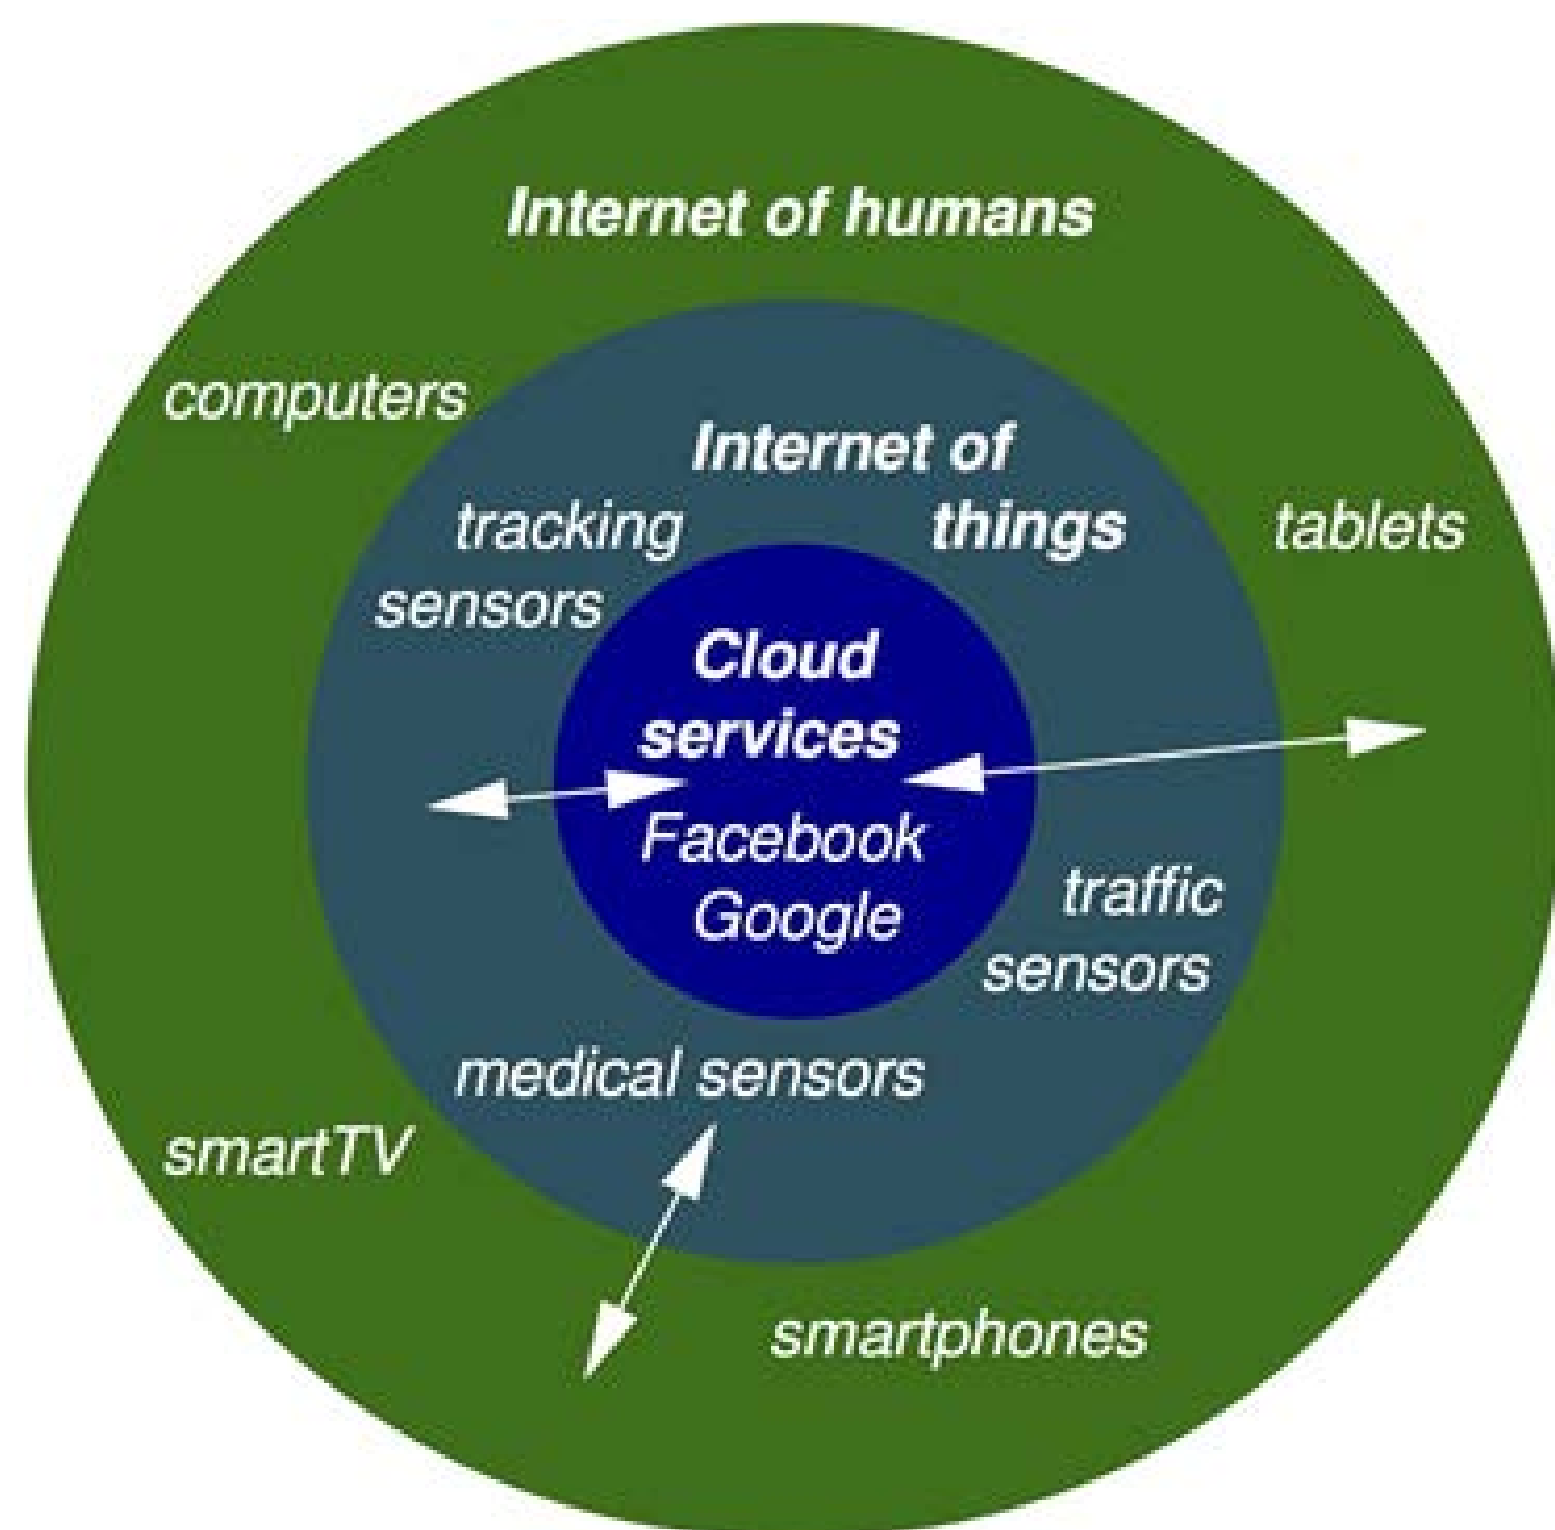 Internet of humans
computers
Internet of
things
tracking
sensors
tablets
Cloud
services
Facebook
Google
traffic
sensors
medical sensors
smartTV
smartphones